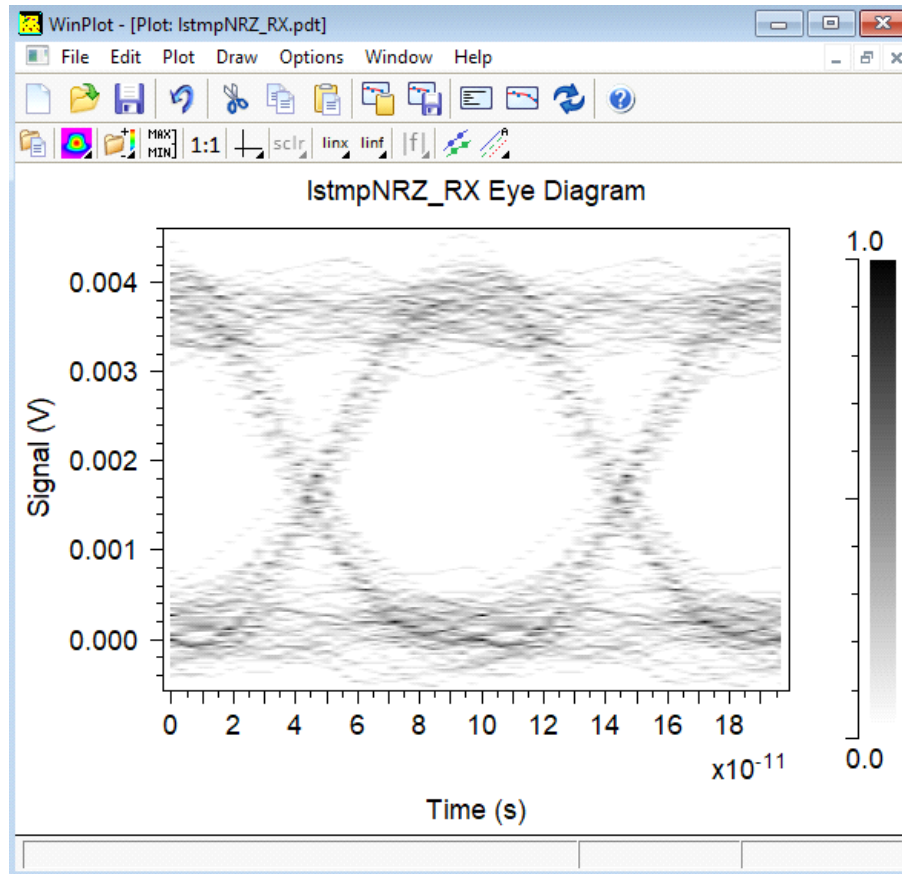 WinPlot - [Plot: lstmpNRZ_RX.pdt]
File Edit Plot Draw Options Window Help
MAX
MIN
1:1
sclr
linx
linf
|f|
A
lstmpNRZ_RX Eye Diagram
1.0
0.004
0.003
0.002
0.001
0.000
Signal (V)
0 2 4 6 8 10 12 14 16 18
x10-11
0.0
Time (s)